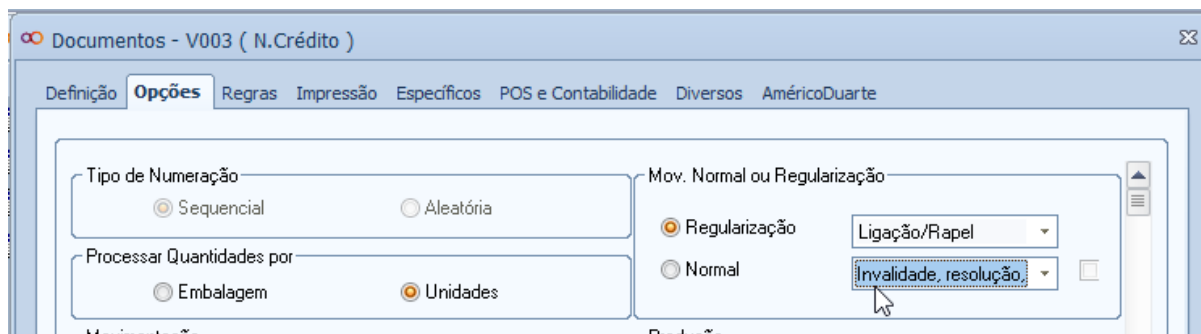 Documentos - V003 ( N.Crédito )
Definição Opções Regras Impressão Específicos POS e Contabilidade Diversos AméricoDuarte
Tipo de Numeração
Sequencial Aleatória
Mov. Normal ou Regularização
Regularização Ligação/Rapel
Normal Invalidade, resolução,
Processar Quantidades por
Embalagem Unidades